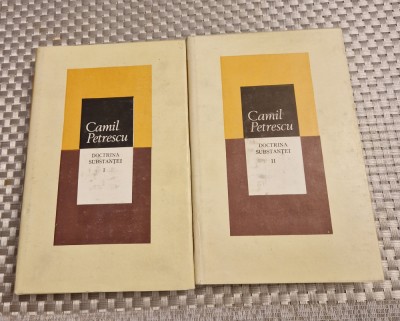 Camil
Petrescu
DOCTRINA
SUBSTANȚEI
I
Camil
Petrescu
DOCTRINA
SUBSTANȚEI
II